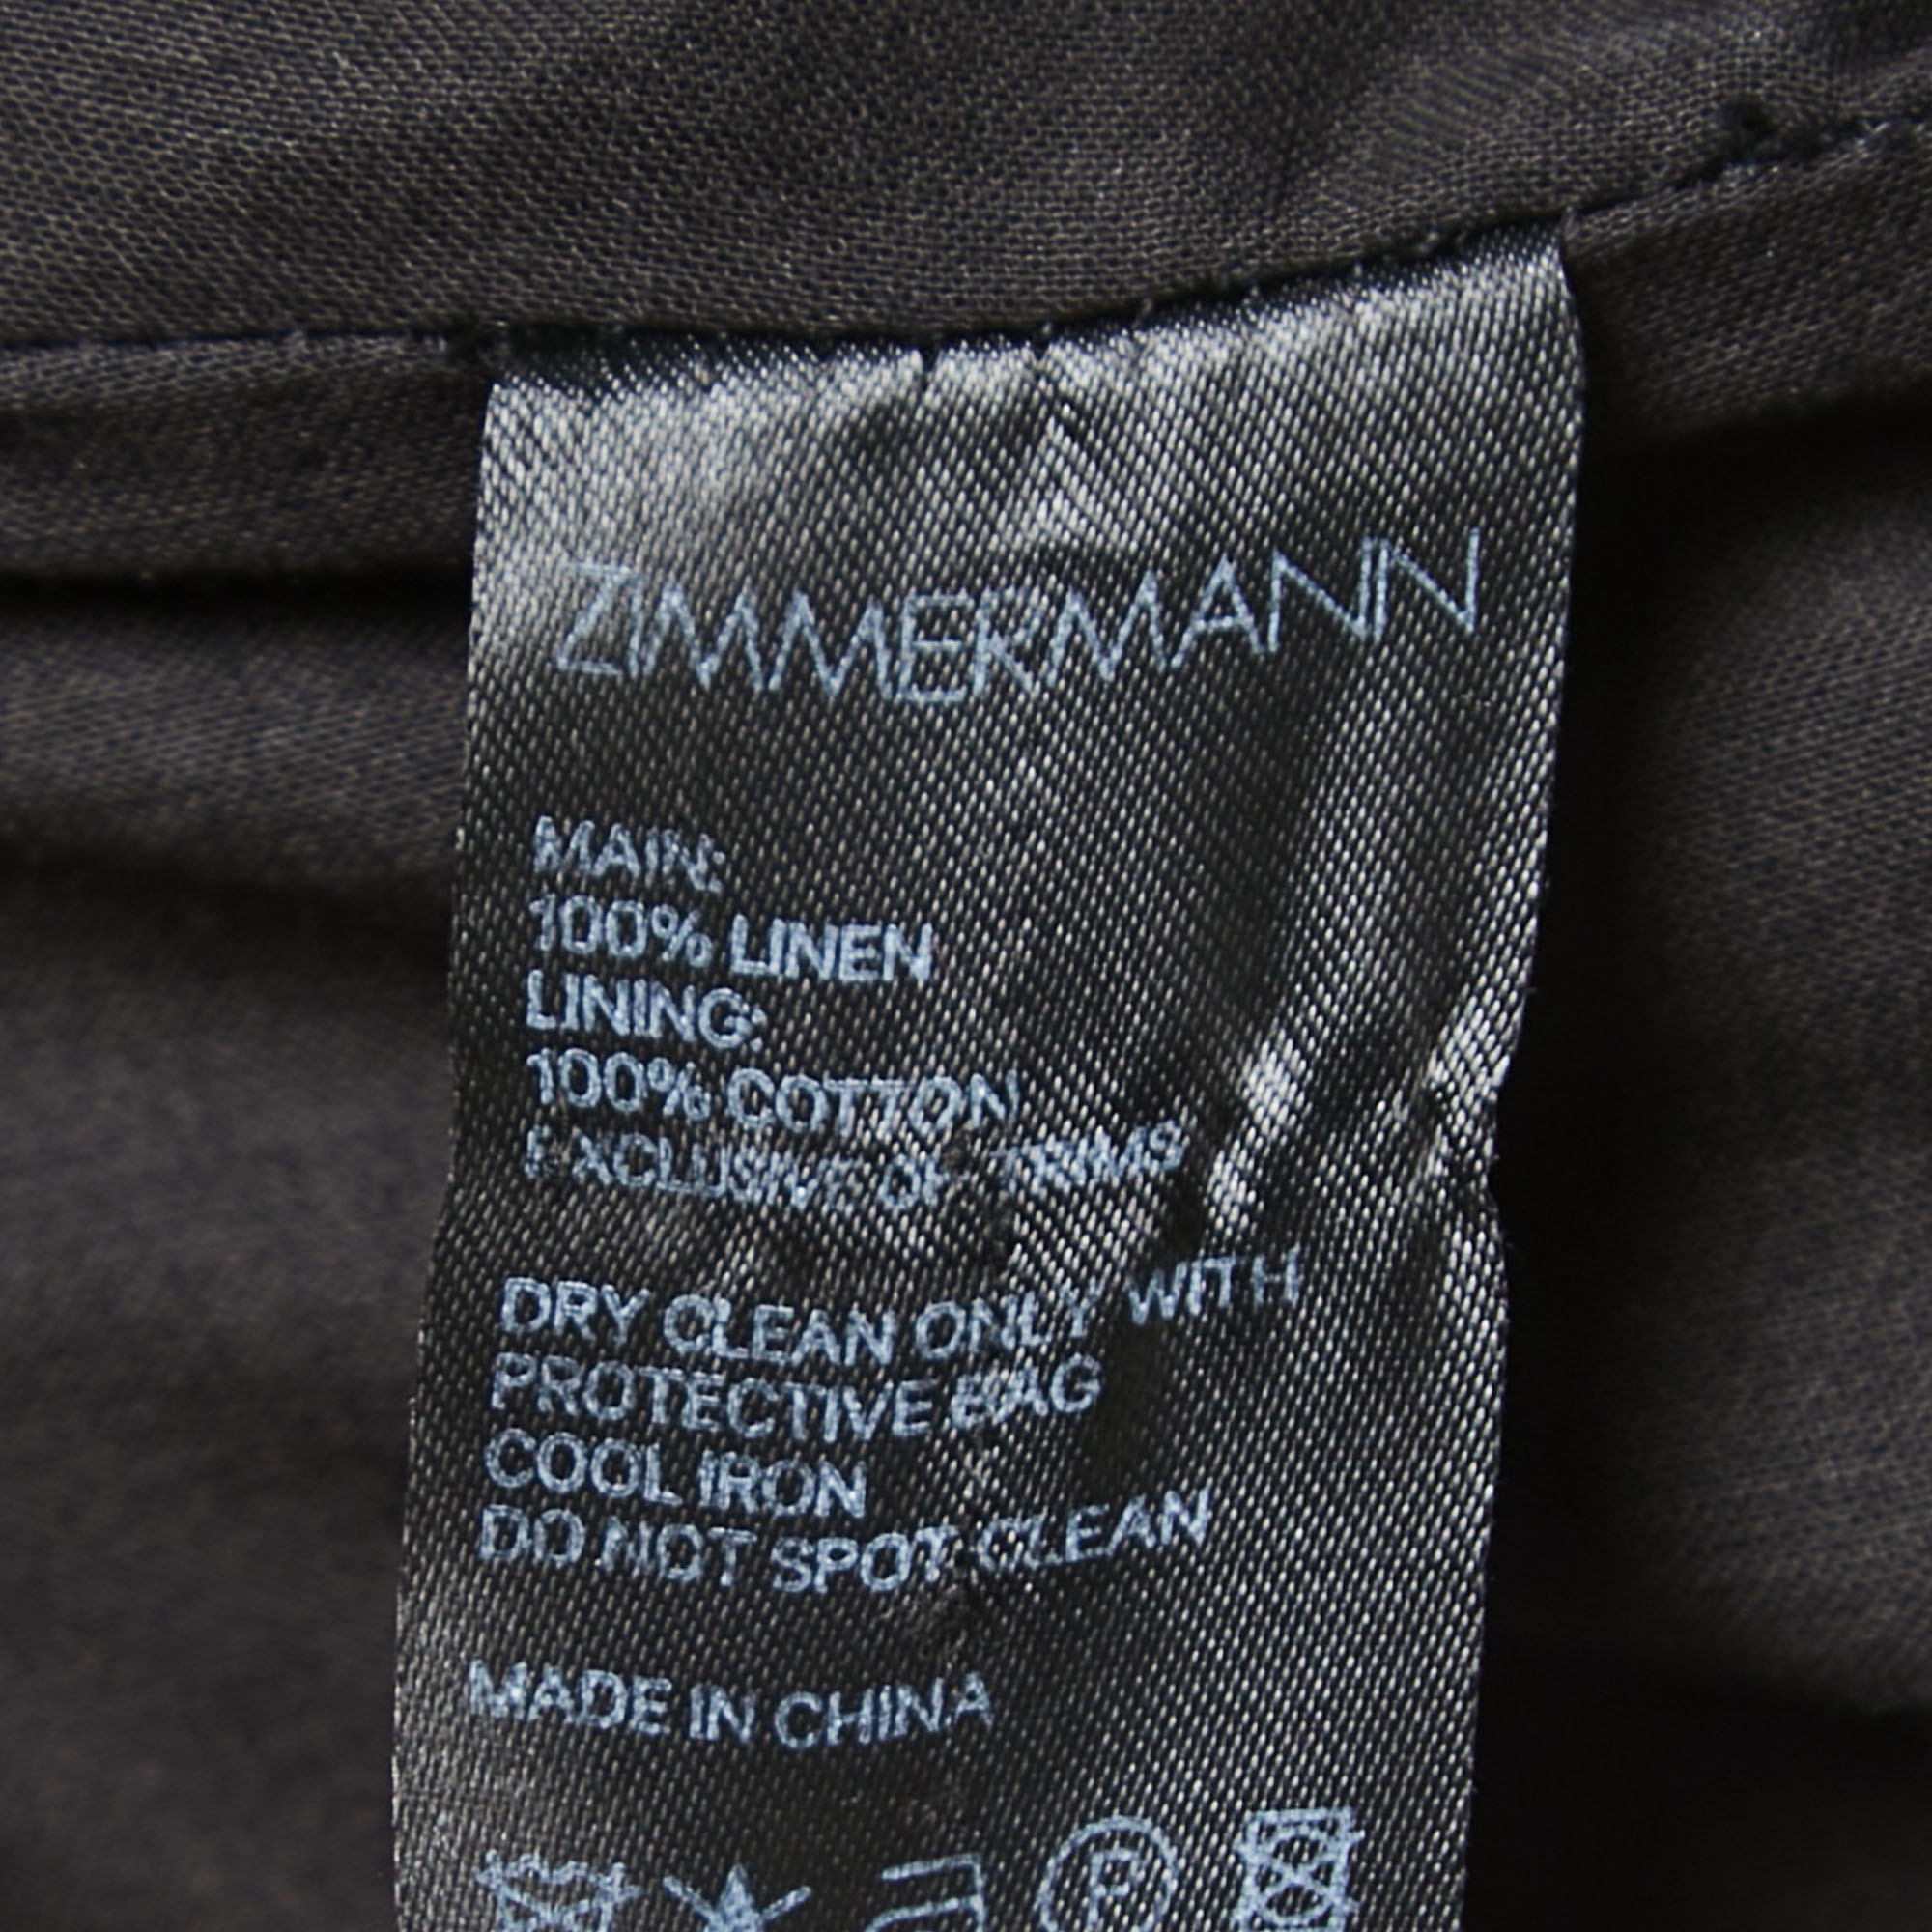 ZIMMERMANN
MAIN:
100% LINEN
LINING:
100% COTTON
EXCLUSIVE OF TRIMS
DRY CLEAN ONLY WITH
PROTECTIVE BAG
COOL IRON
DO NOT SPOT CLEAN
MADE IN CHINA
P